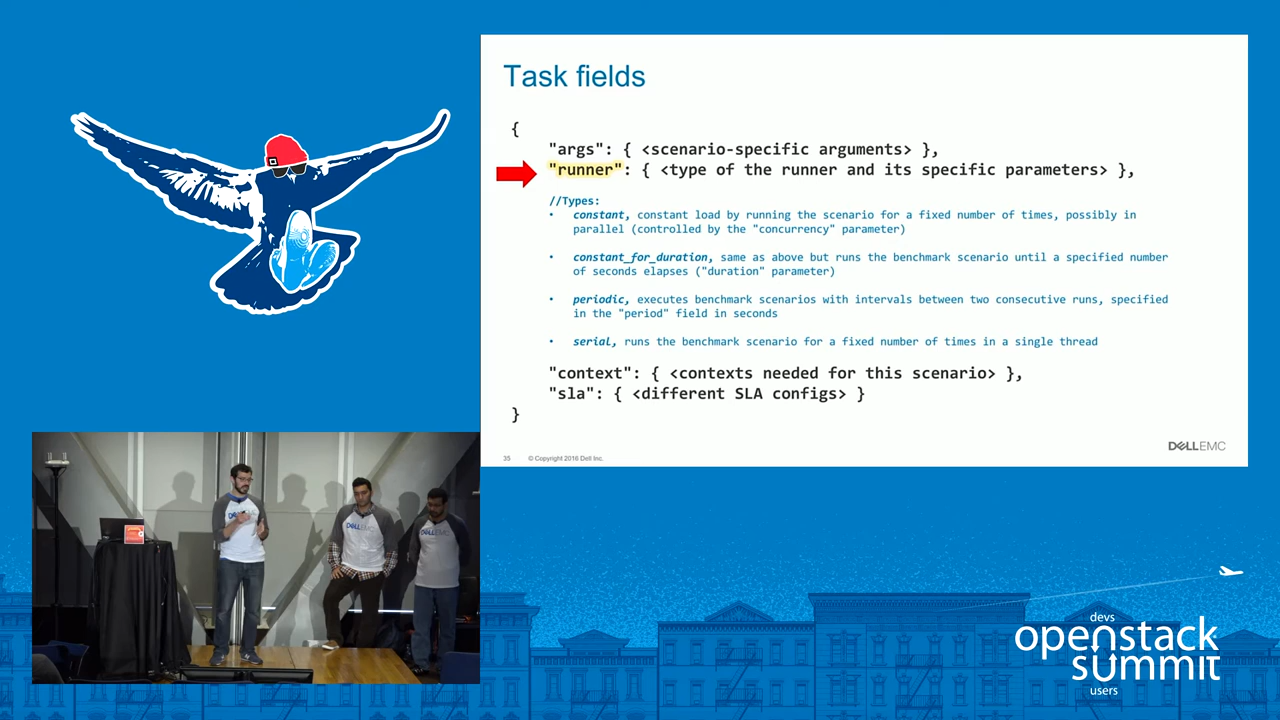 Task fields
{
"args": { <scenario-specific arguments> },
"runner": { <type of the runner and its specific parameters> },
//Types:
• constant, constant load by running the scenario for a fixed number of times, possibly in
parallel (controlled by the "concurrency" parameter)
• constant_for_duration, same as above but runs the benchmark scenario until a specified number
of seconds elapses ("duration" parameter)
• periodic, executes benchmark scenarios with intervals between two consecutive runs, specified
in the "period" field in seconds
• serial, runs the benchmark scenario for a fixed number of times in a single thread
"context": { <contexts needed for this scenario> },
"sla": { <different SLA configs> }
}
35 © Copyright 2016 Dell Inc.
DELLEMC
DELLEMC
DELLEMC
devs
openstack
summit
users